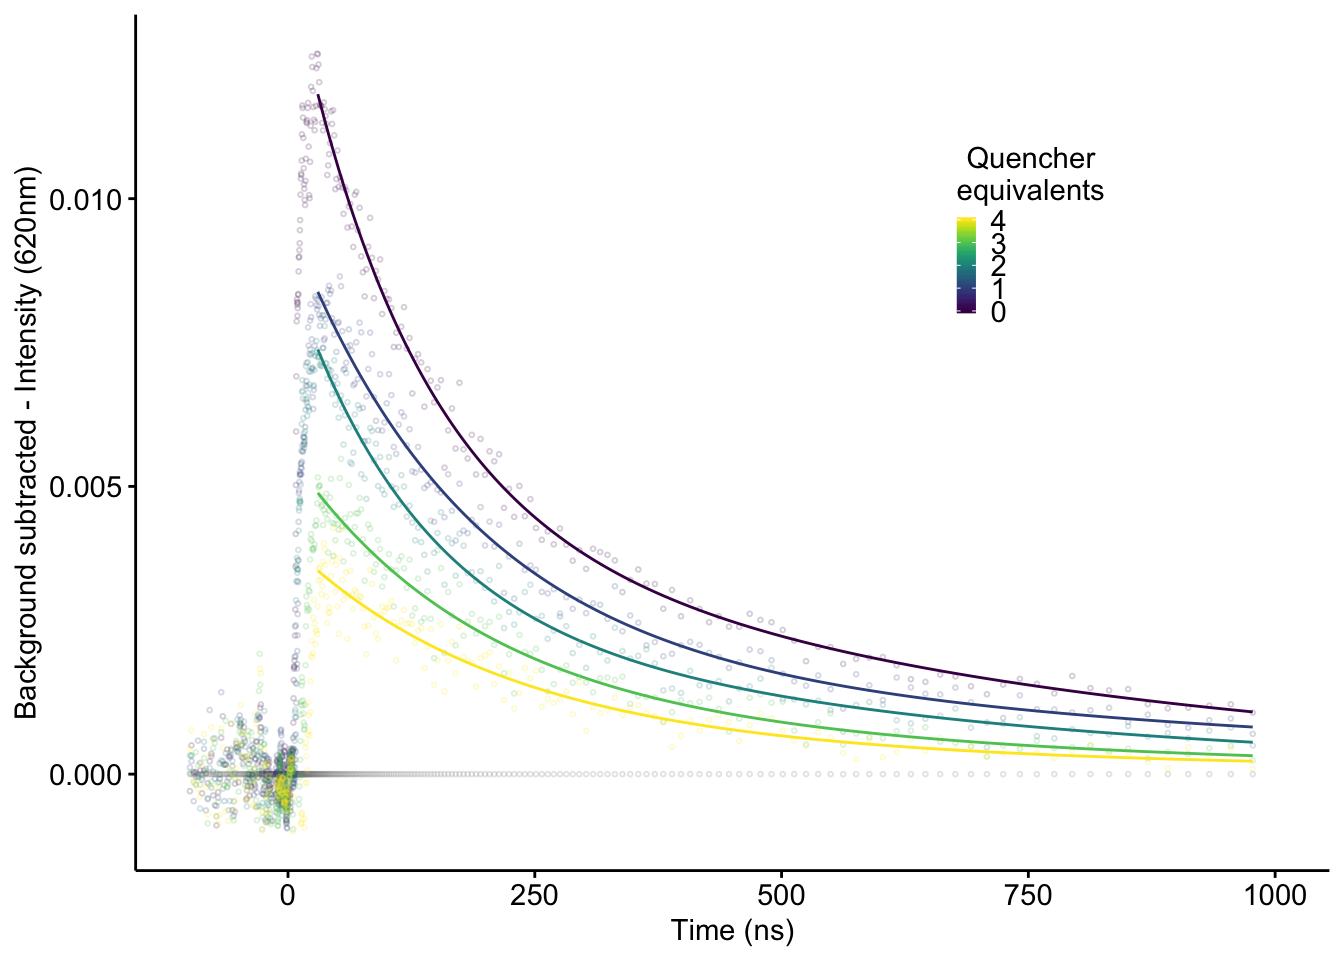 Background subtracted - Intensity (620nm)
0.010
0.005
0.000
Quencher
equivalents
4
3
2
1
0
0 250 500 750 1000
Time (ns)